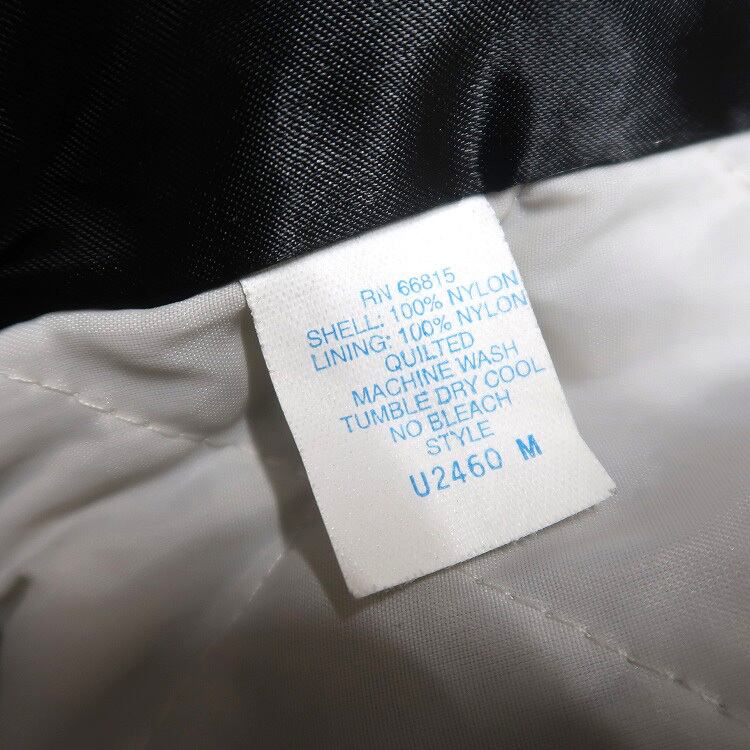 RN 66815
SHELL: 100% NYLON
LINING: 100% NYLON
QUILTED
MACHINE WASH
TUMBLE DRY COOL
NO BLEACH
STYLE
U2460 M